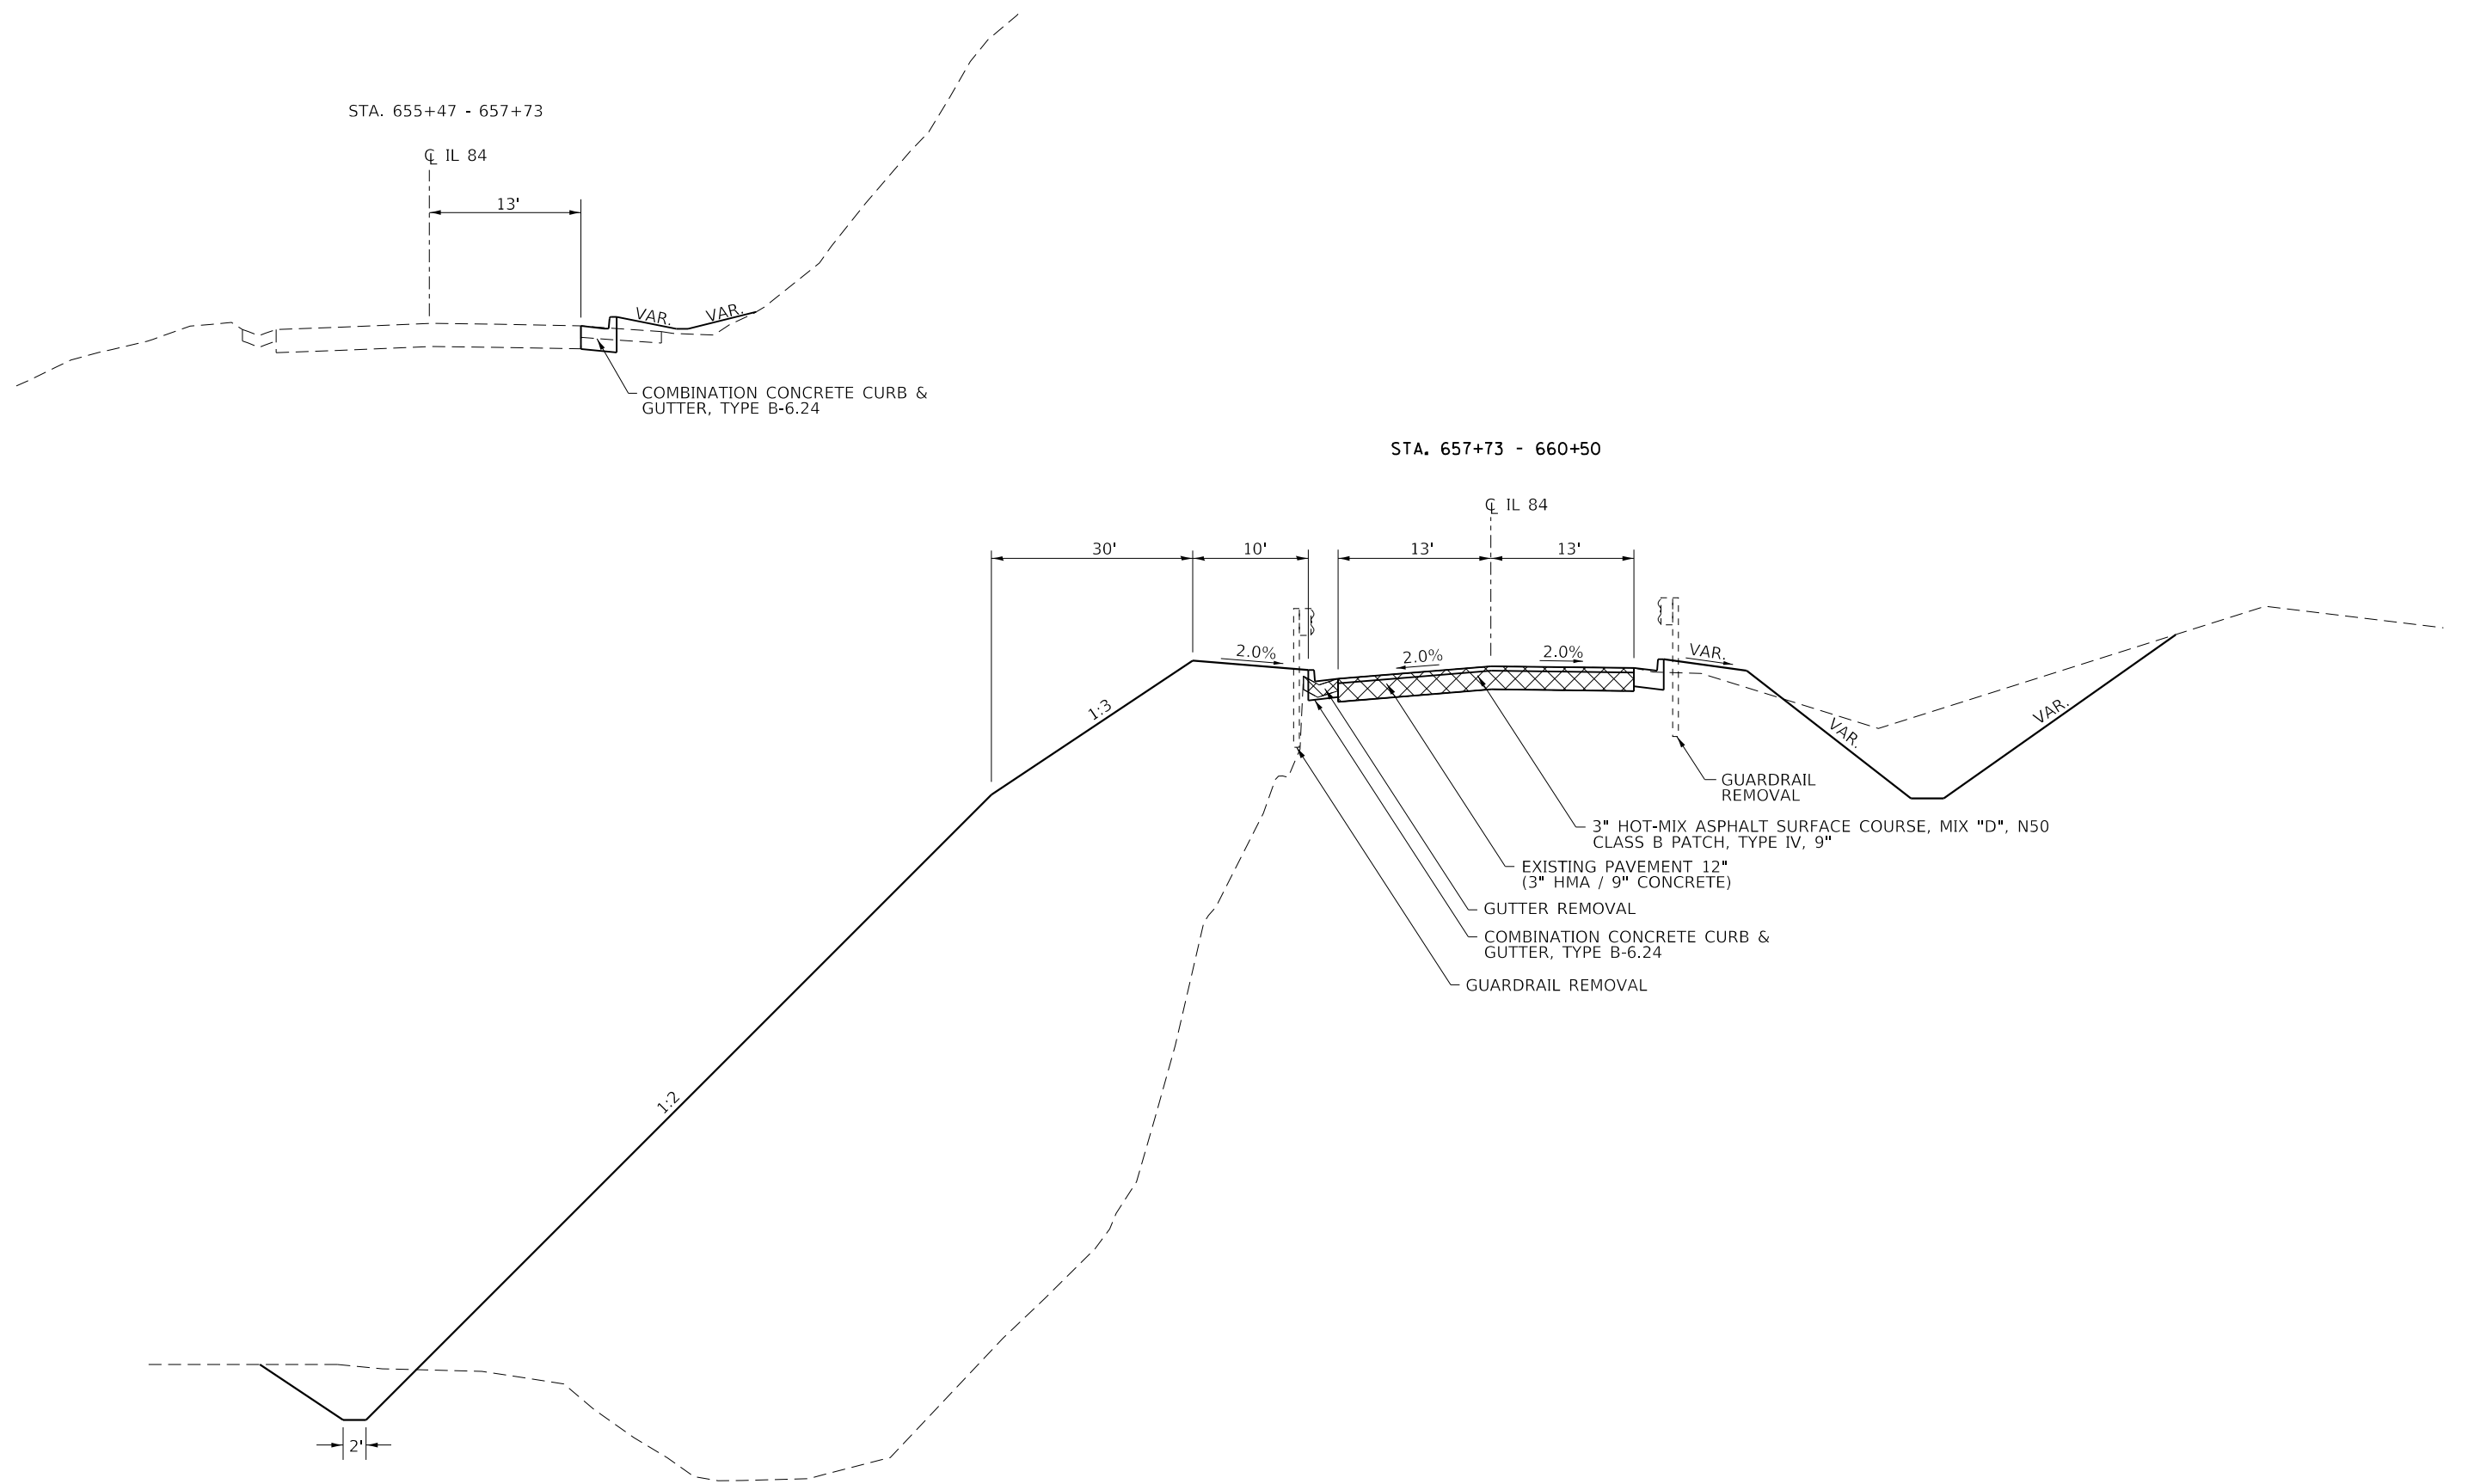 STA. 655+47 - 657+73
℄ IL 84
13'
VAR.
VAR.
COMBINATION CONCRETE CURB &
GUTTER, TYPE B-6.24
STA. 657+73 - 660+50
℄ IL 84
30'
10'
13'
13'
2.0%
2.0%
2.0%
VAR.
1:3
VAR.
VAR.
GUARDRAIL
REMOVAL
3" HOT-MIX ASPHALT SURFACE COURSE, MIX "D", N50
CLASS B PATCH, TYPE IV, 9"
EXISTING PAVEMENT 12"
(3" HMA / 9" CONCRETE)
GUTTER REMOVAL
COMBINATION CONCRETE CURB &
GUTTER, TYPE B-6.24
GUARDRAIL REMOVAL
1:2
2'